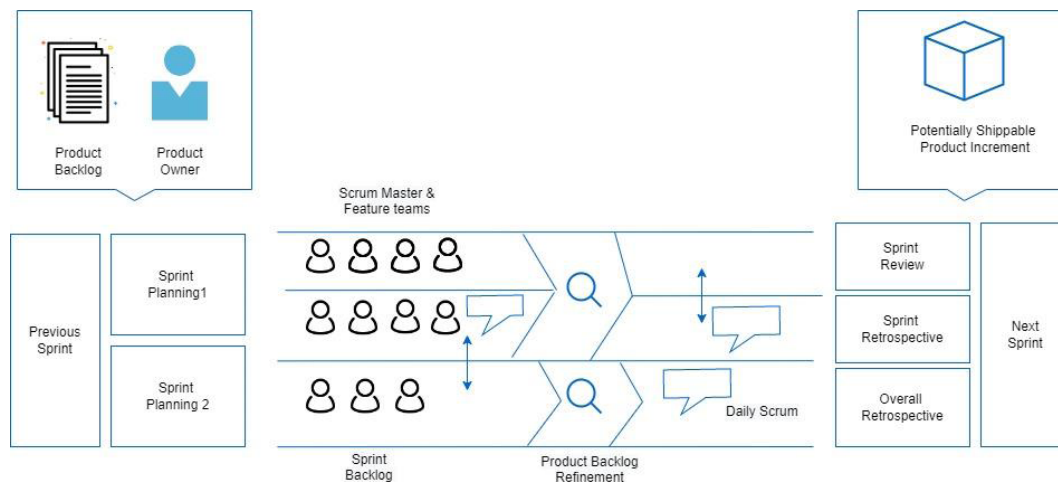 Product
Backlog
Product
Owner
Potentially Shippable
Product Increment
Scrum Master &
Feature teams
Previous
Sprint
Sprint
Planning1
Sprint
Planning 2
Sprint
Backlog
Product Backlog
Refinement
Daily Scrum
Sprint
Review
Sprint
Retrospective
Overall
Retrospective
Next
Sprint